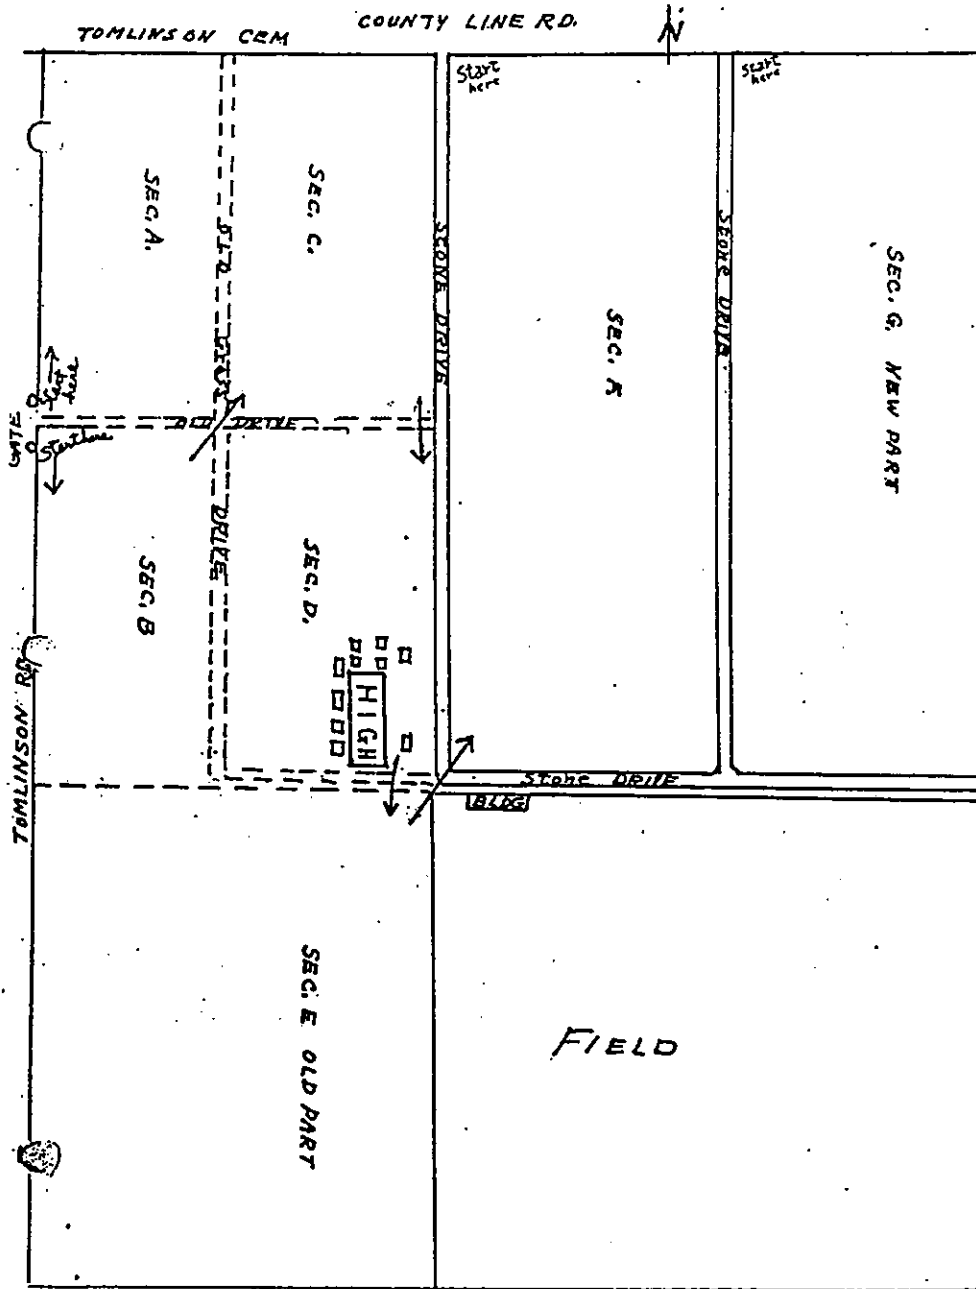 TOMLINSON CEM
COUNTY LINE RD.
N
Start
here
Start
here
SEC. A.
SEC. C.
OLD
STONE DRIVE
STONE DRIVE
SEC. G. NEW PART
Start
here
GATE
OLD DRIVE
Start here
DRIVE
SEC. B
SEC. D.
TOMLINSON RD
HIGH
STONE DRIVE
BLDG
SEC. E OLD PART
FIELD